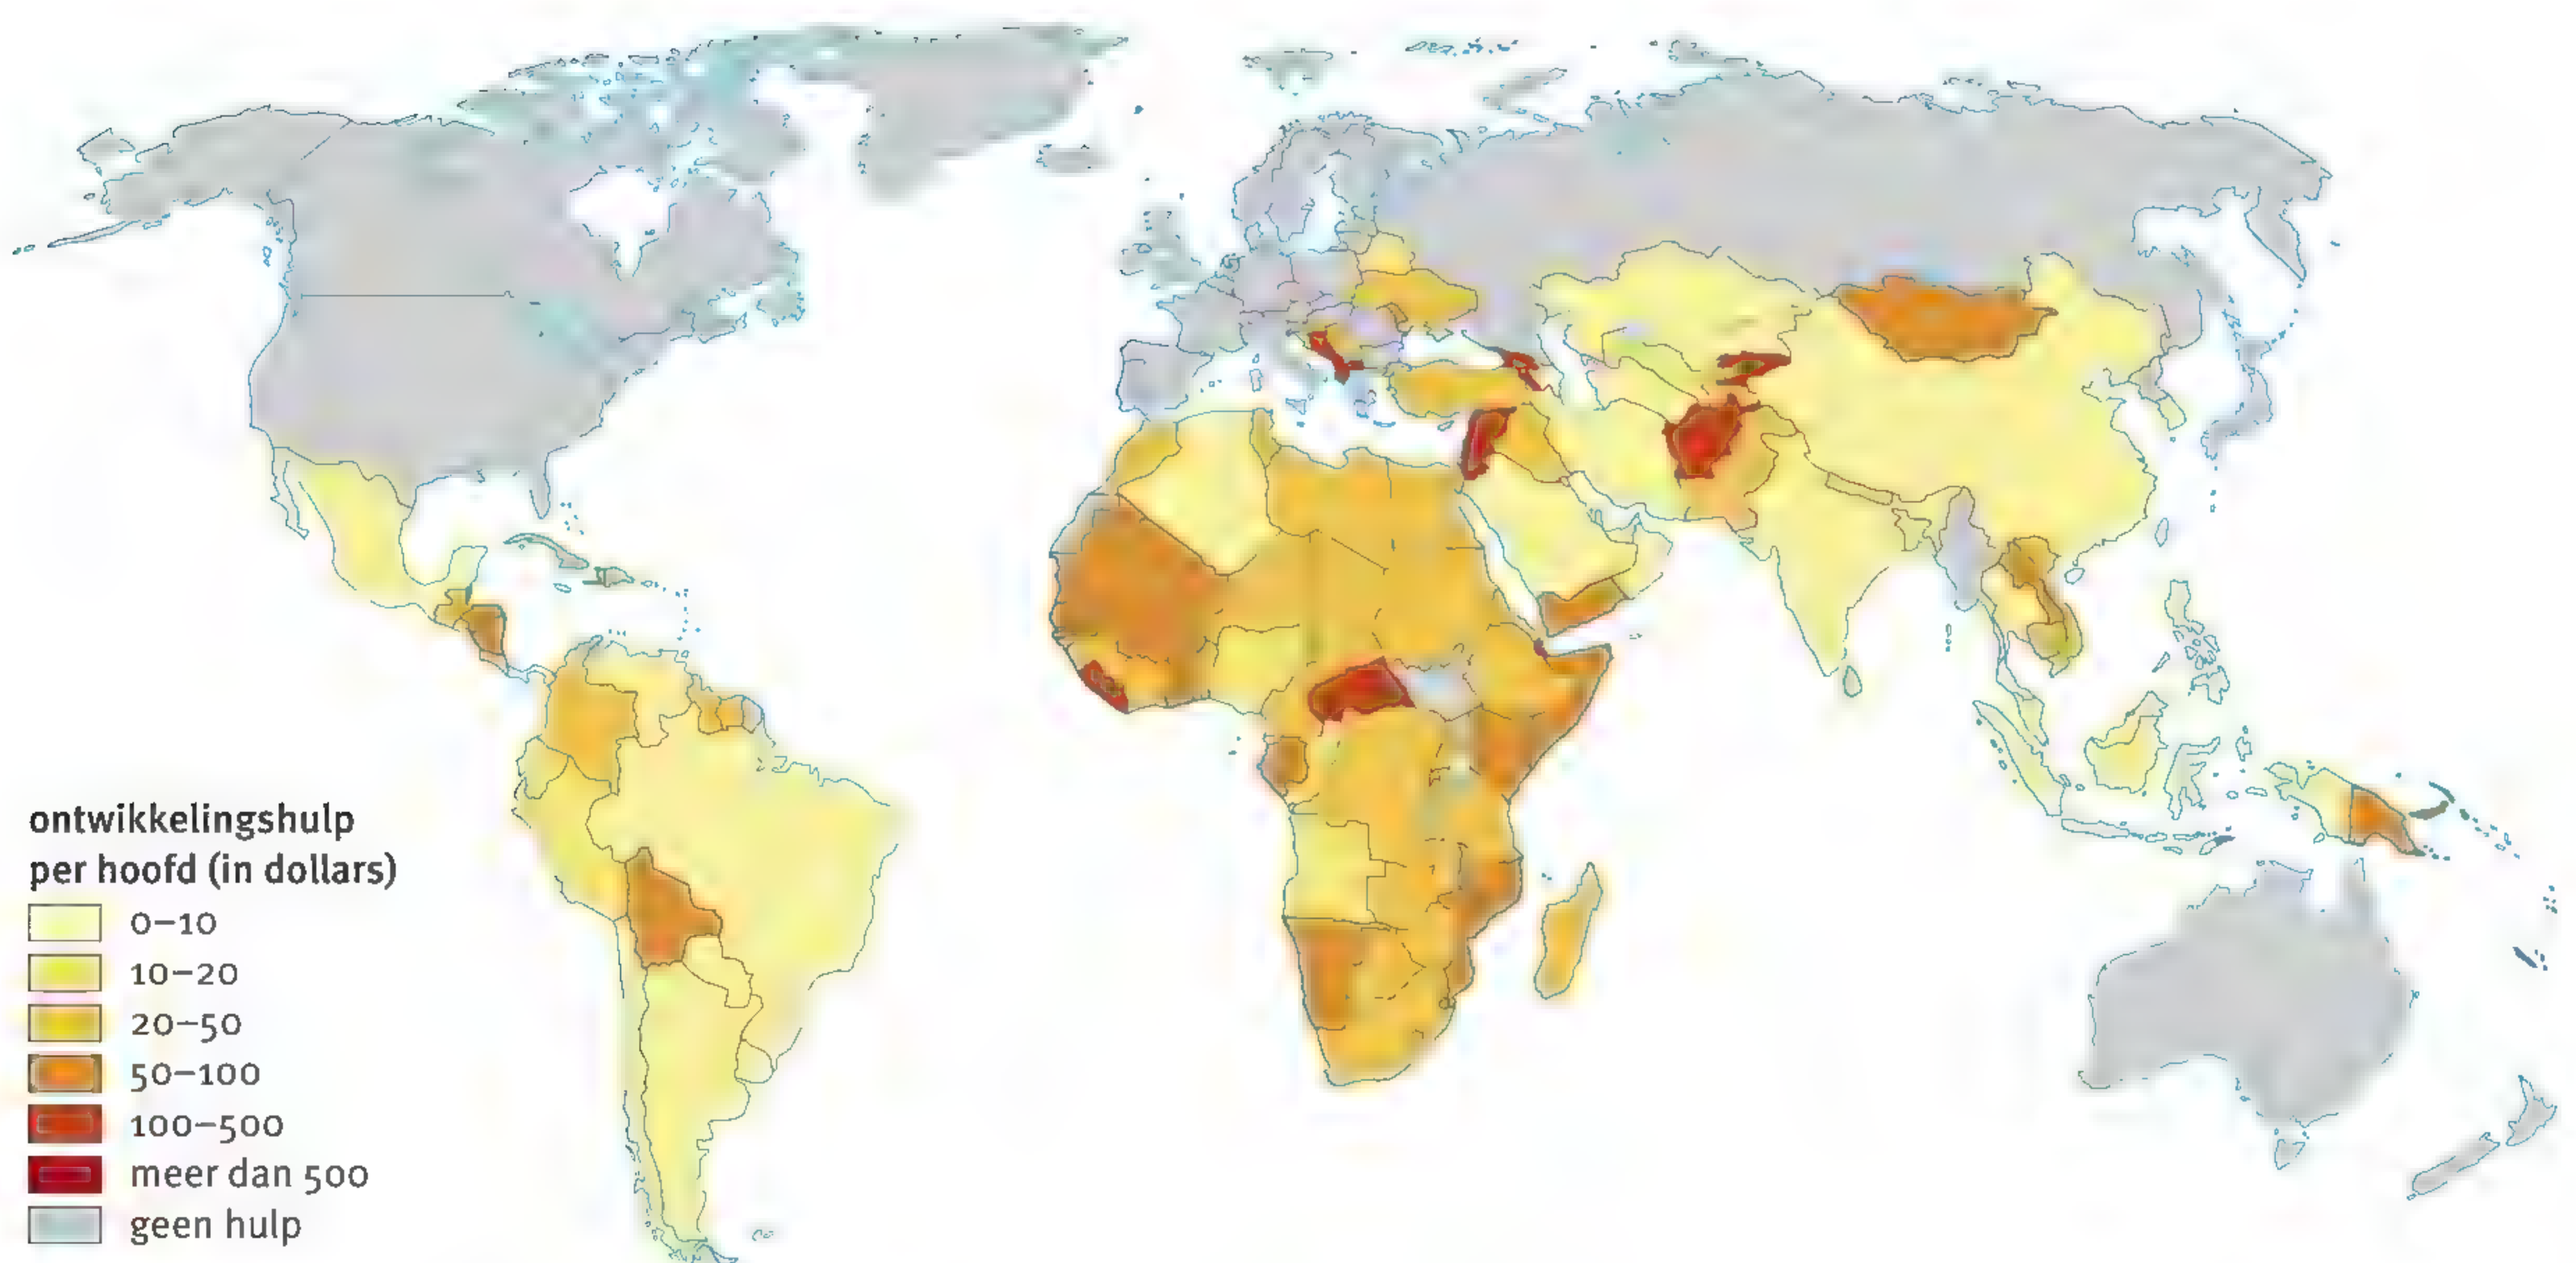 ontwikkelingshulp
per hoofd (in dollars)
0–10
10–20
20–50
50–100
100–500
meer dan 500
geen hulp